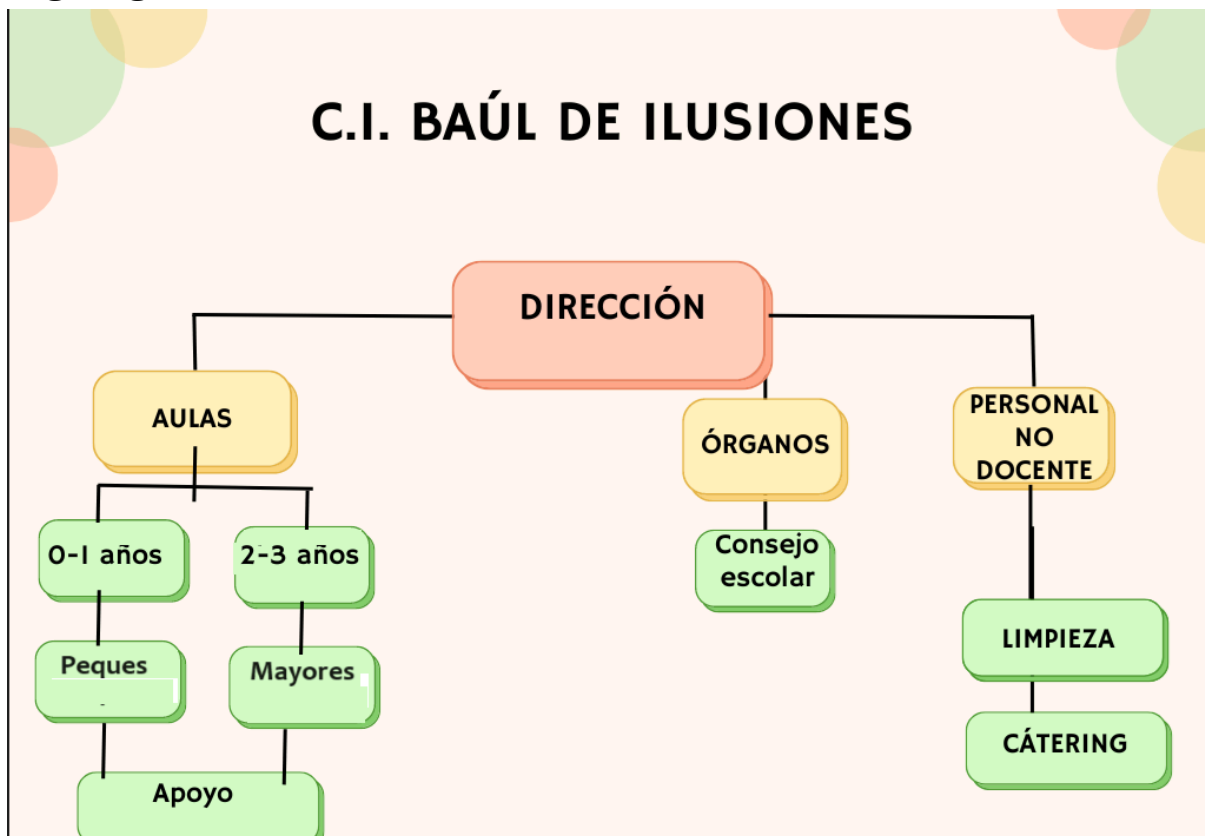 C.I. BAÚL DE ILUSIONES
DIRECCIÓN
AULAS
ÓRGANOS
PERSONAL
NO
DOCENTE
0-1 años
2-3 años
Consejo
escolar
Peques
Mayores
LIMPIEZA
CÁTERING
Apoyo